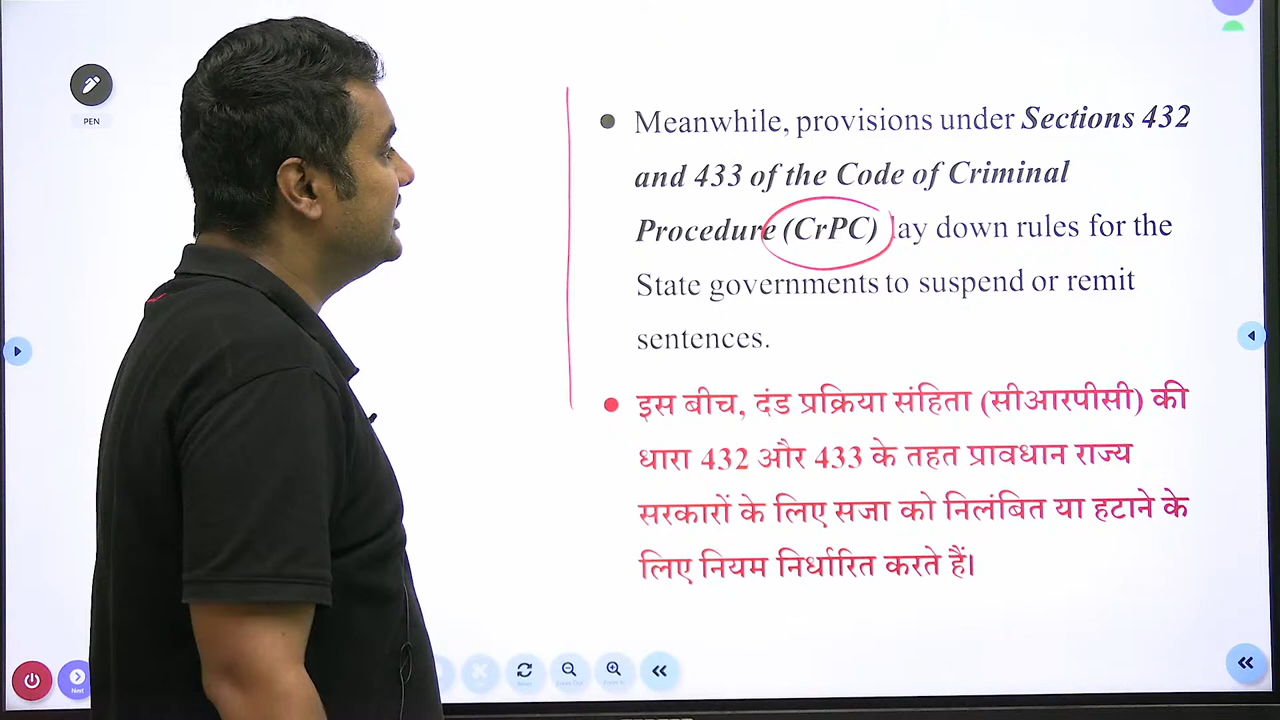 PEN
Meanwhile, provisions under Sections 432
and 433 of the Code of Criminal
Procedure (CrPC) lay down rules for the
State governments to suspend or remit
sentences.
इस बीच, दंड प्रक्रिया संहिता (सीआरपीसी) की
धारा 432 और 433 के तहत प्रावधान राज्य
सरकारों के लिए सजा को निलंबित या हटाने के
लिए नियम निर्धारित करते हैं।
Next